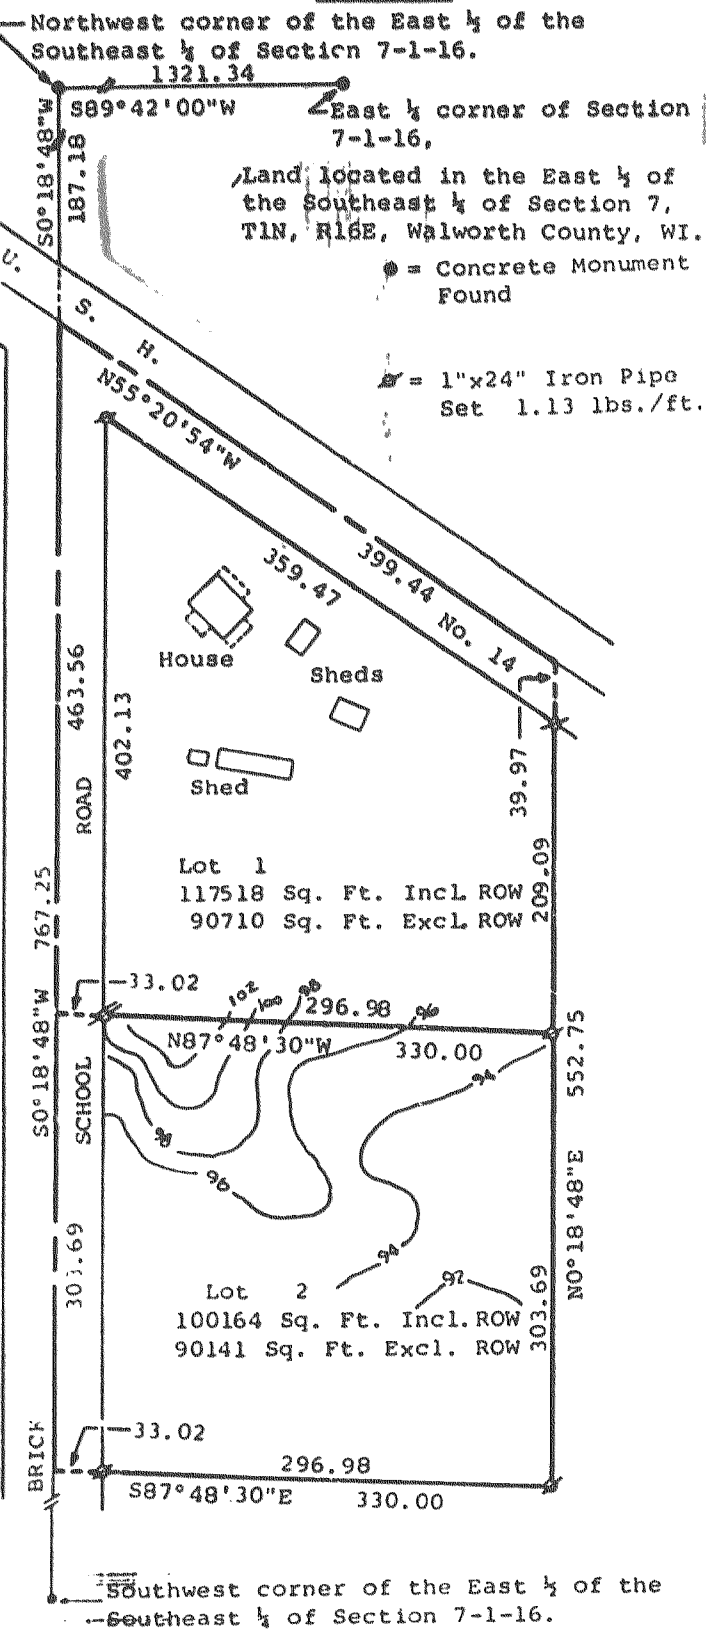 Northwest corner of the East ½ of the
Southeast ¼ of Section 7-1-16.
1321.34
S89°42'00"W
East ¼ corner of Section
7-1-16,
S0°18'48"W
187.18
Land located in the East ½ of
the Southeast ¼ of Section 7,
T1N, R16E, Walworth County, WI.
= Concrete Monument
Found
U. S. H. No. 14
= 1"x24" Iron Pipe
Set 1.13 lbs./ft.
N55°20'54"W
399.44
359.47
House
Sheds
Shed
463.56
402.13
39.97
209.09
Lot 1
117518 Sq. Ft. Incl. ROW
90710 Sq. Ft. Excl. ROW
S0°18'48"W 767.25
33.02
102
100
98
296.98
96
N87°48'30"W
330.00
552.75
94
98
96
94
92
N0°18'48"E
BRICK SCHOOL ROAD
303.69
Lot 2
100164 Sq. Ft. Incl. ROW
90141 Sq. Ft. Excl. ROW
303.69
33.02
296.98
S87°48'30"E
330.00
Southwest corner of the East ½ of the
Southeast ¼ of Section 7-1-16.